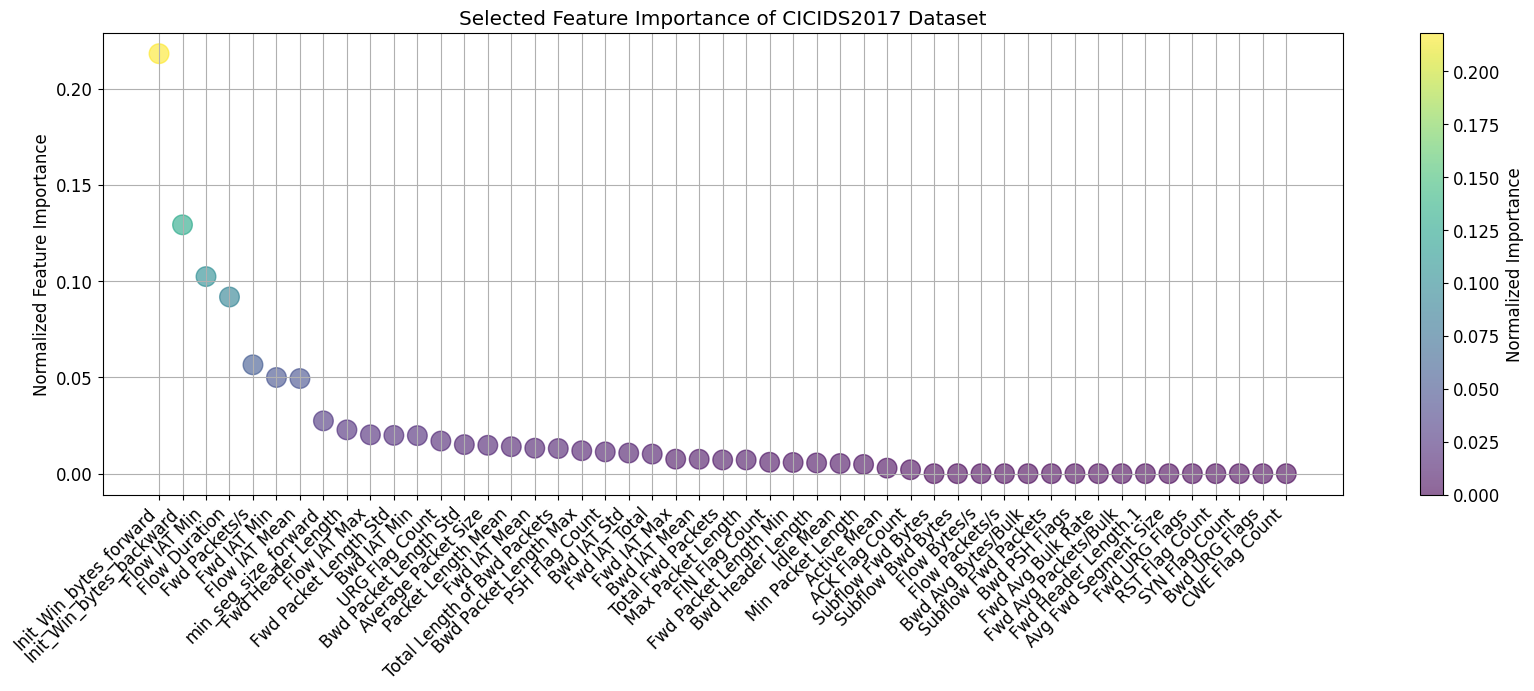 Selected Feature Importance of CICIDS2017 Dataset
Normalized Feature Importance
0.20
0.15
0.10
0.05
0.00
Init_Win_bytes_forward
Init_Win_bytes_backward
Flow IAT Min
Flow Duration
Fwd Packets/s
Fwd IAT Min
Flow IAT Mean
min_seg_size_forward
Fwd Header Length
Flow IAT Max
Fwd Packet Length Std
Bwd IAT Min
URG Flag Count
Bwd Packet Length Std
Average Packet Size
Packet Length Mean
Fwd IAT Mean
Total Length of Bwd Packets
Bwd Packet Length Max
PSH Flag Count
Bwd IAT Std
Fwd IAT Total
Fwd IAT Max
Bwd IAT Mean
Total Fwd Packets
Max Packet Length
FIN Flag Count
Fwd Packet Length Min
Bwd Header Length
Idle Mean
Min Packet Length
Active Mean
ACK Flag Count
Subflow Fwd Bytes
Subflow Bwd Bytes
Flow Bytes/s
Flow Packets/s
Bwd Avg Bytes/Bulk
Subflow Fwd Packets
Bwd PSH Flags
Fwd Avg Bulk Rate
Fwd Avg Packets/Bulk
Fwd Header Length.1
Avg Fwd Segment Size
Fwd URG Flags
RST Flag Count
SYN Flag Count
Bwd URG Flags
CWE Flag Count
0.200
0.175
0.150
0.125
0.100
0.075
0.050
0.025
0.000
Normalized Importance